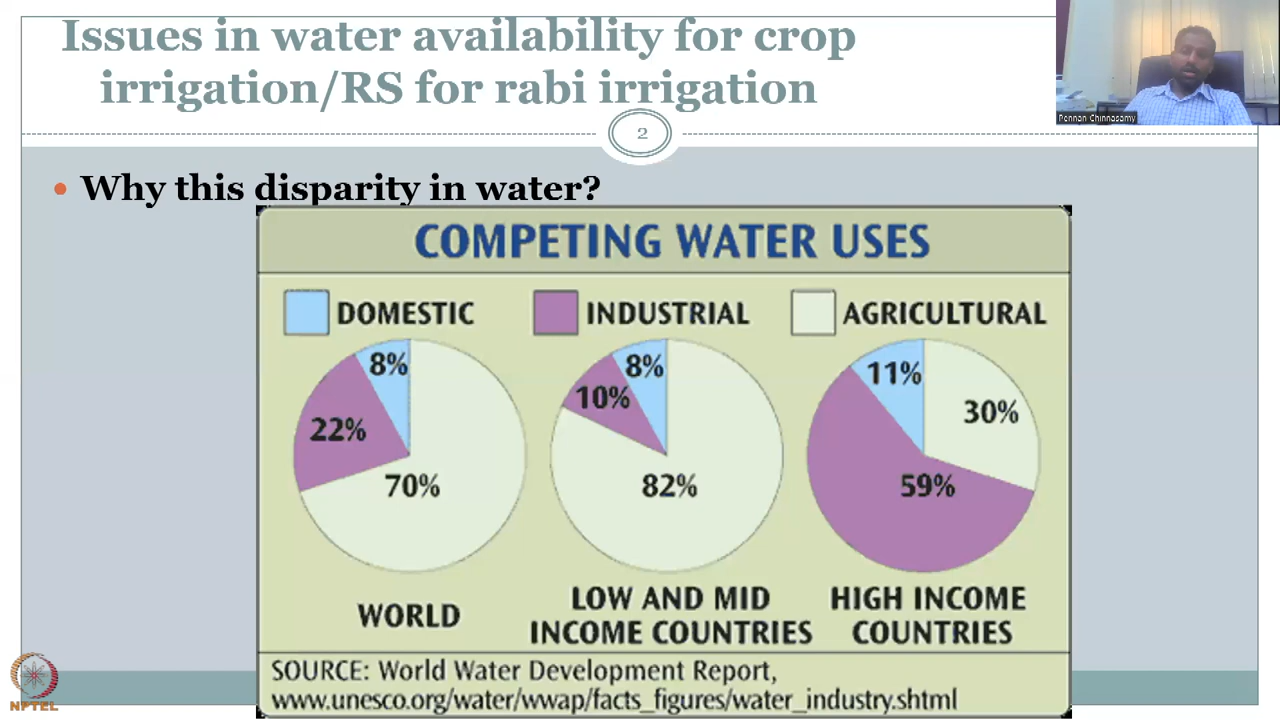 Issues in water availability for crop
irrigation/RS for rabi irrigation
Pennan Chinnasamy
2
• Why this disparity in water?
COMPETING WATER USES
DOMESTIC INDUSTRIAL AGRICULTURAL
8% 22% 70%
8% 10% 82%
11% 30% 59%
WORLD
LOW AND MID
INCOME COUNTRIES
HIGH INCOME
COUNTRIES
SOURCE: World Water Development Report,
www.unesco.org/water/wwap/facts_figures/water_industry.shtml
NPTEL